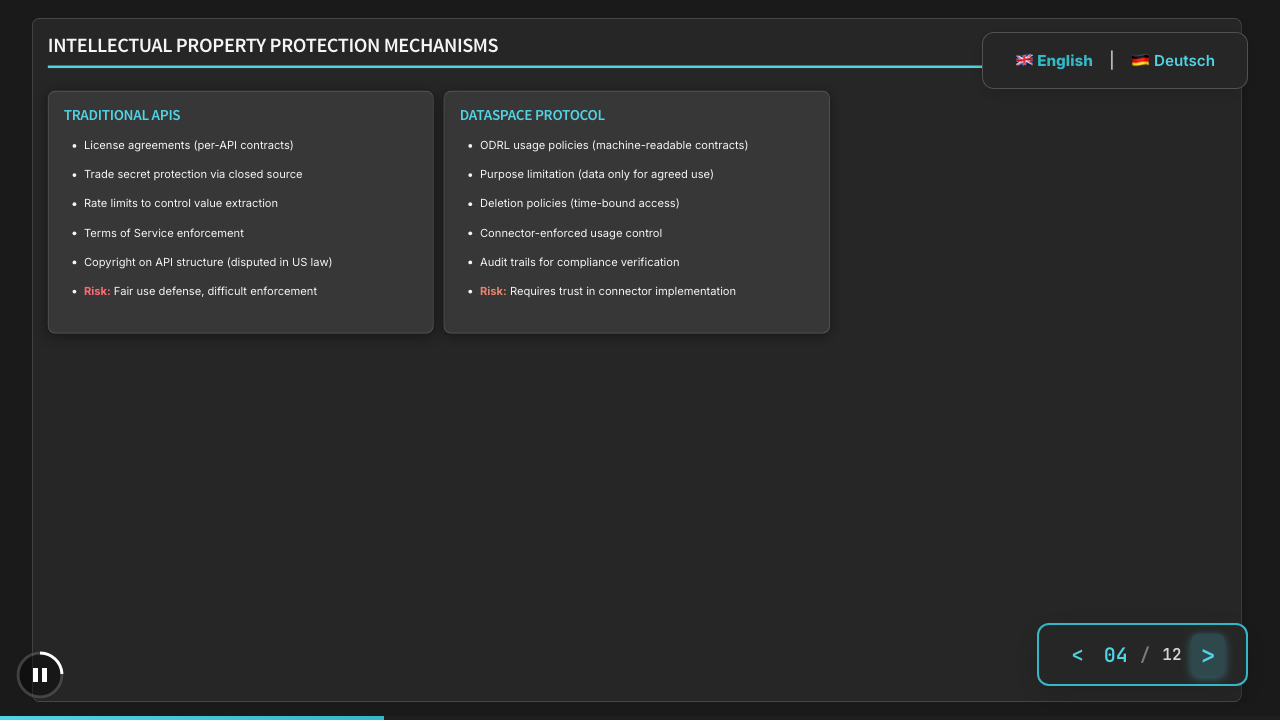 INTELLECTUAL PROPERTY PROTECTION MECHANISMS
🇬🇧 English | 🇩🇪 Deutsch
TRADITIONAL APIS
• License agreements (per-API contracts)
• Trade secret protection via closed source
• Rate limits to control value extraction
• Terms of Service enforcement
• Copyright on API structure (disputed in US law)
• Risk: Fair use defense, difficult enforcement
DATASPACE PROTOCOL
• ODRL usage policies (machine-readable contracts)
• Purpose limitation (data only for agreed use)
• Deletion policies (time-bound access)
• Connector-enforced usage control
• Audit trails for compliance verification
• Risk: Requires trust in connector implementation
< 04 / 12 >